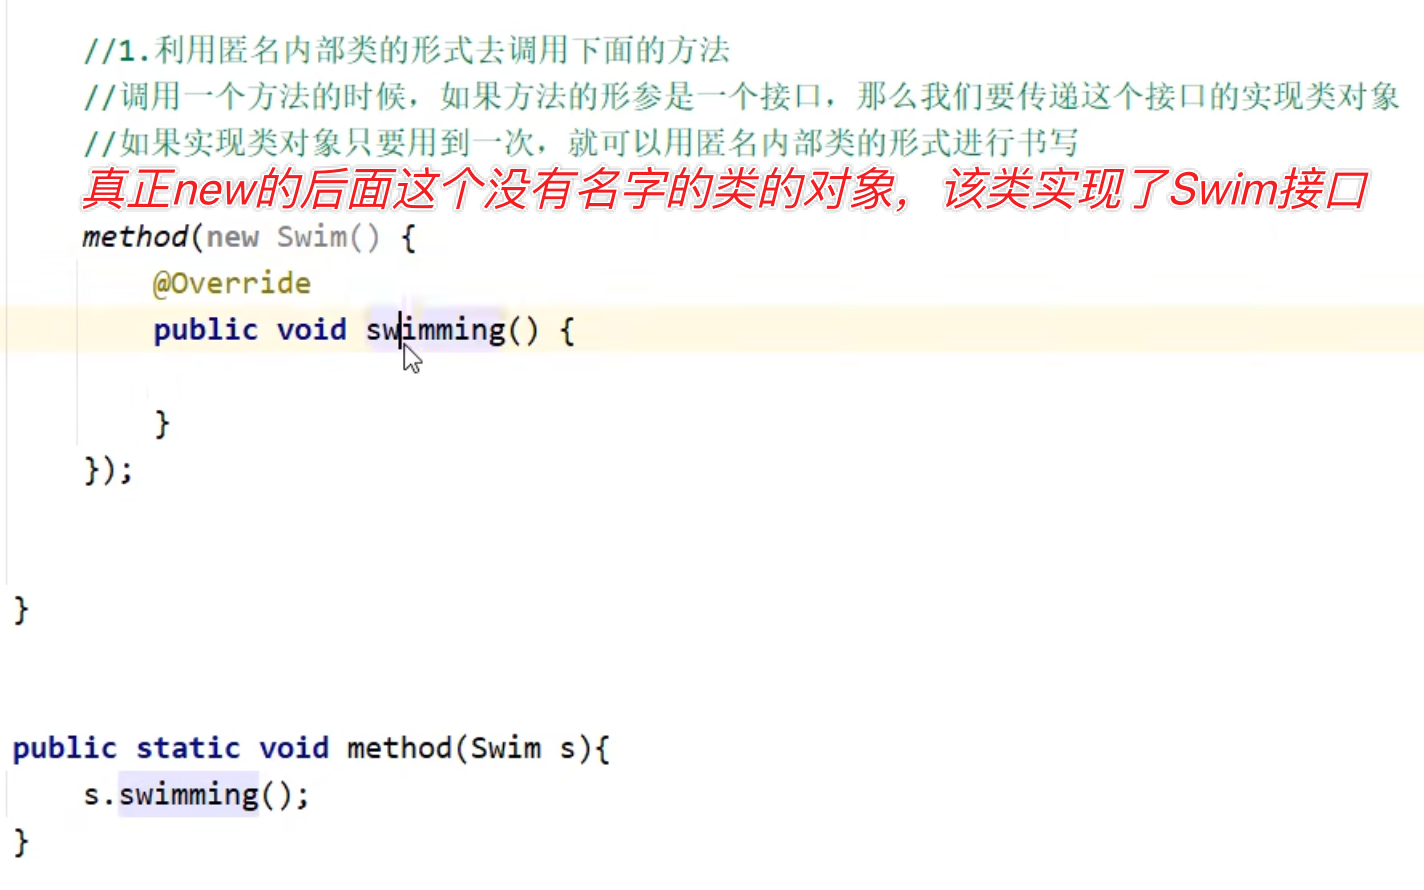 //1.利用匿名内部类的形式去调用下面的方法
//调用一个方法的时候，如果方法的形参是一个接口，那么我们要传递这个接口的实现类对象
//如果实现类对象只要用到一次，就可以用匿名内部类的形式进行书写
真正new的后面这个没有名字的类的对象，该类实现了Swim接口
method(new Swim() {
@Override
public void swimming() {
}
});
}
public static void method(Swim s){
s.swimming();
}